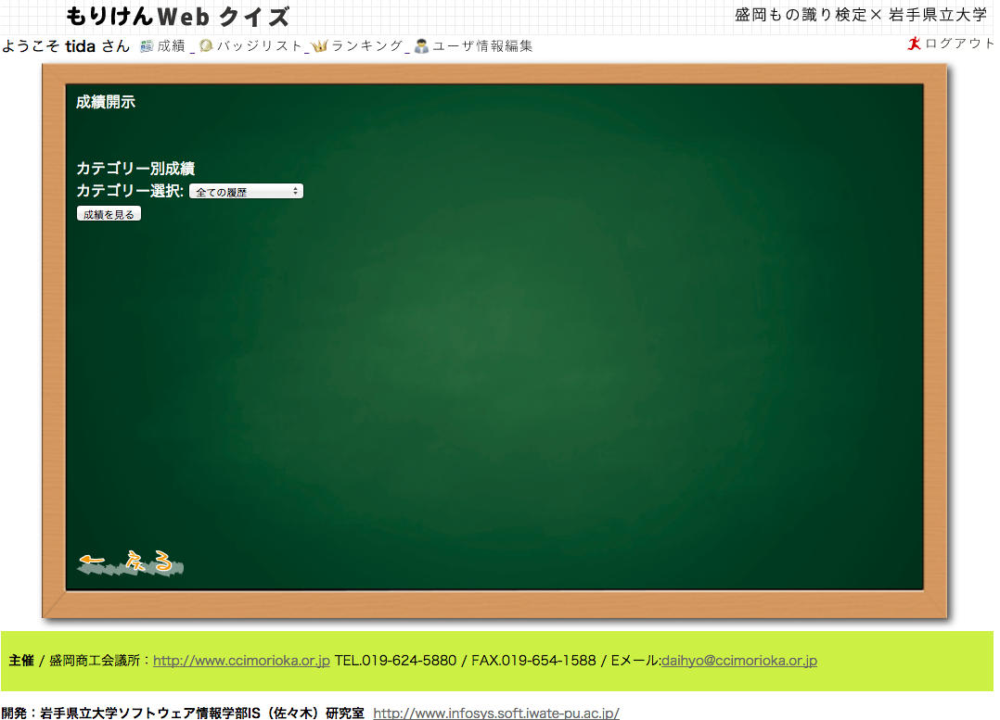 もりけんWeb クイズ
盛岡もの識り検定× 岩手県立大学
ようこそ tida さん 成績 _ バッジリスト _ ランキング _ ユーザ情報編集
ログアウト
成績開示
カテゴリー別成績
カテゴリー選択: 全ての履歴
成績を見る
←戻る
主催 / 盛岡商工会議所：http://www.ccimorioka.or.jp TEL.019-624-5880 / FAX.019-654-1588 / Eメール:daihyo@ccimorioka.or.jp
開発：岩手県立大学ソフトウェア情報学部IS（佐々木）研究室 http://www.infosys.soft.iwate-pu.ac.jp/